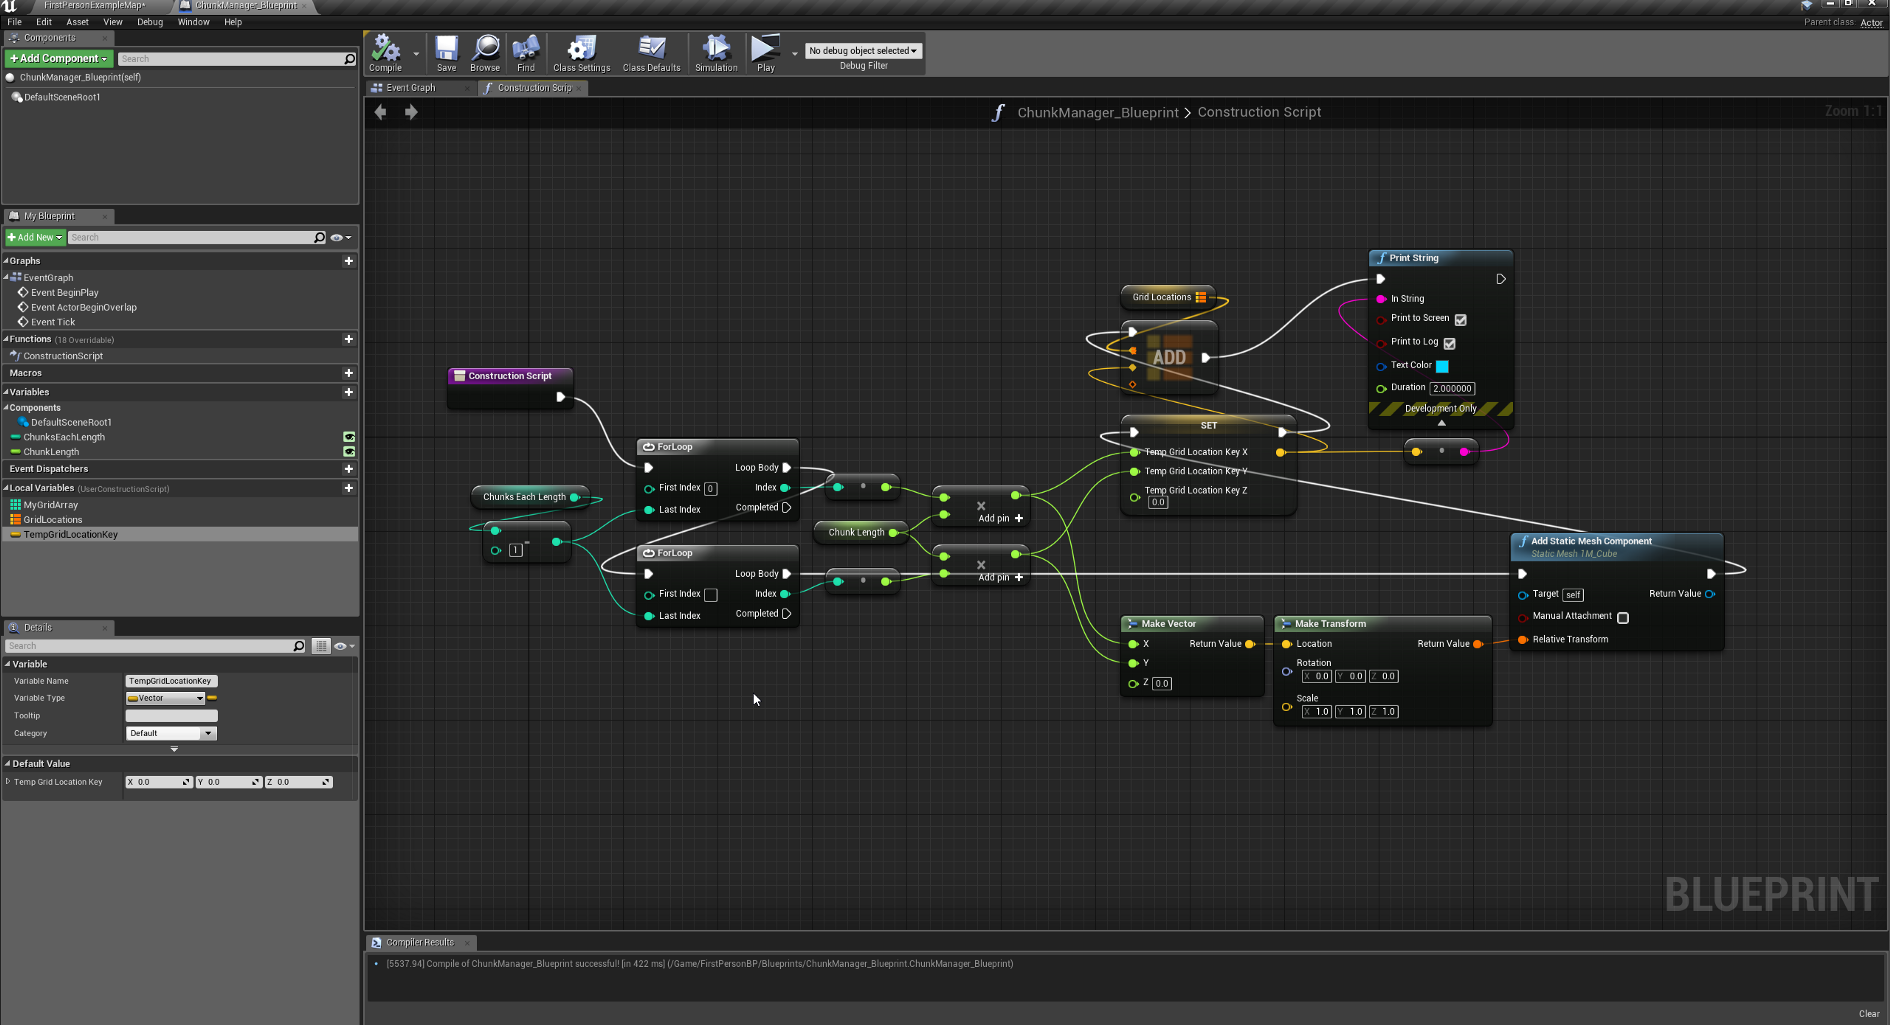 FirstPersonExampleMap*
ChunkManager_Blueprint
File Edit Asset View Debug Window Help
Parent class: Actor
Components
+Add Component
Search
ChunkManager_Blueprint(self)
DefaultSceneRoot1
My Blueprint
+Add New
Search
Graphs
EventGraph
Event BeginPlay
Event ActorBeginOverlap
Event Tick
Functions (18 Overridable)
ConstructionScript
Macros
Variables
Components
DefaultSceneRoot1
ChunksEachLength
ChunkLength
Event Dispatchers
Local Variables (UserConstructionScript)
MyGridArray
GridLocations
TempGridLocationKey
Details
Search
Variable
Variable Name TempGridLocationKey
Variable Type Vector
Tooltip
Category Default
Default Value
Temp Grid Location Key X 0.0 Y 0.0 Z 0.0
Compile Save Browse Find Class Settings Class Defaults Simulation Play
No debug object selected
Debug Filter
Event Graph
Construction Scrip
ChunkManager_Blueprint > Construction Script
Zoom 1:1
Construction Script
Chunks Each Length
1
ForLoop
Loop Body
First Index 0 Index
Last Index Completed
ForLoop
Loop Body
First Index Index
Completed
Last Index
Chunk Length
×
Add pin +
×
Add pin +
Grid Locations
ADD
SET
Temp Grid Location Key X
Temp Grid Location Key Y
Temp Grid Location Key Z
0.0
Print String
In String
Print to Screen
Print to Log
Text Color
Duration 2.000000
Development Only
Make Vector
X Return Value
Y
Z 0.0
Make Transform
Location Return Value
Rotation
X 0.0 Y 0.0 Z 0.0
Scale
X 1.0 Y 1.0 Z 1.0
Add Static Mesh Component
Static Mesh 1M_Cube
Target self Return Value
Manual Attachment
Relative Transform
BLUEPRINT
Compiler Results
[5537.94] Compile of ChunkManager_Blueprint successful! [in 422 ms] (/Game/FirstPersonBP/Blueprints/ChunkManager_Blueprint.ChunkManager_Blueprint)
Clear